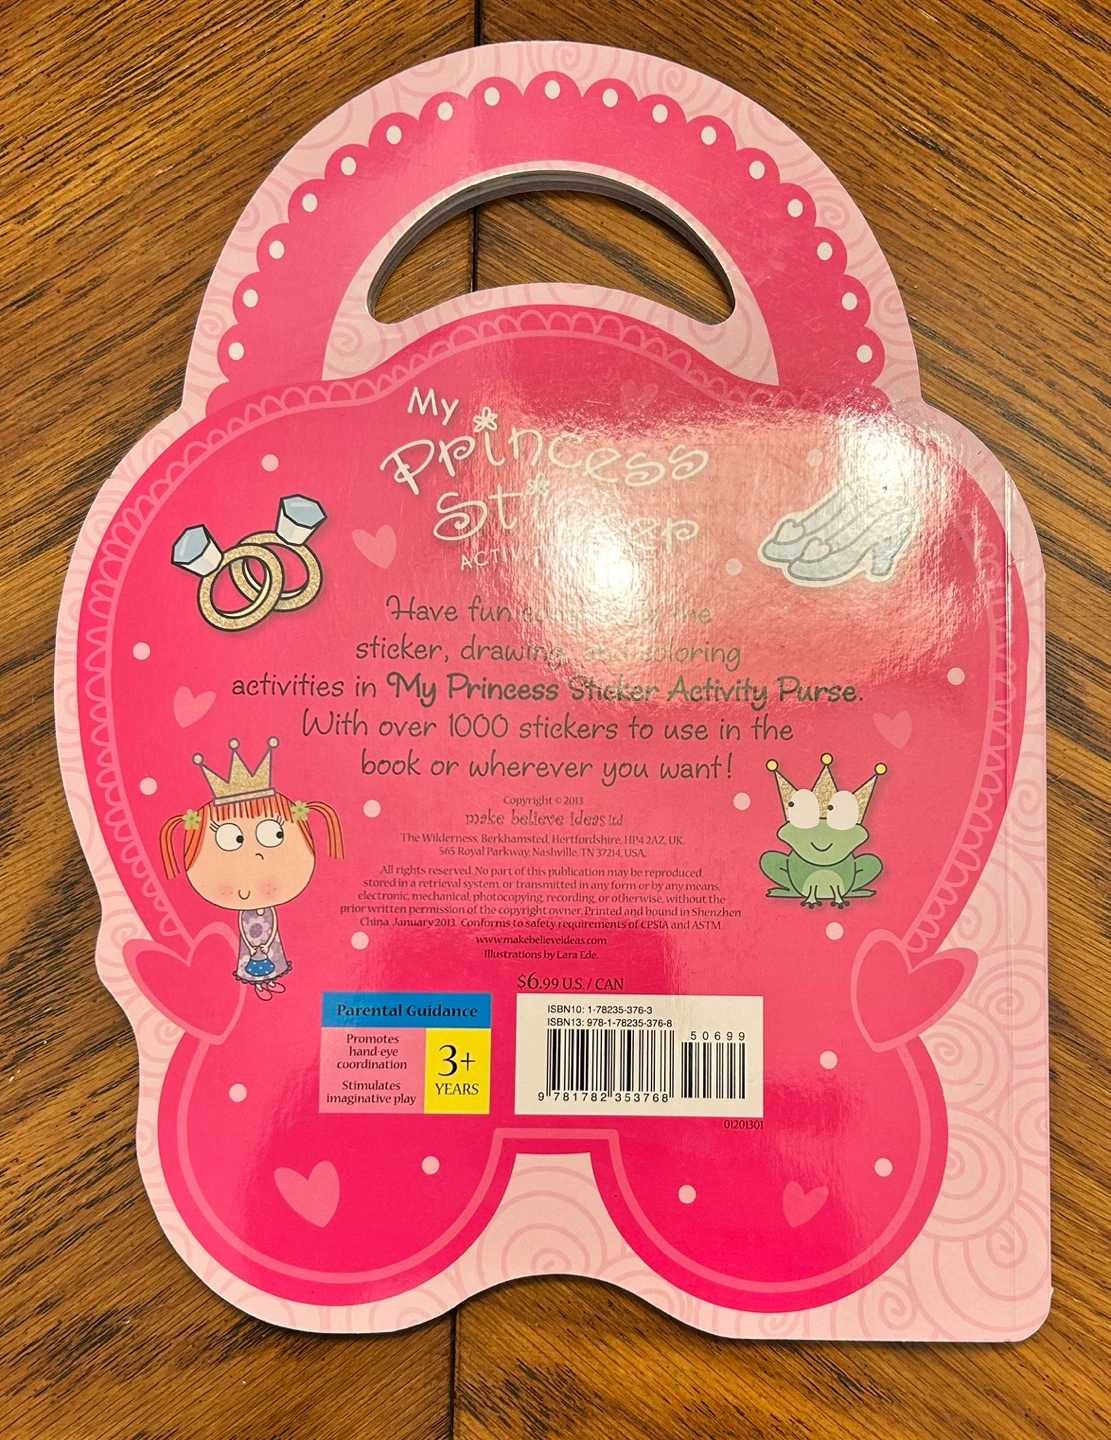 My
Princess
ACTIVITY
Have fun the
sticker, drawing, and coloring
activities in My Princess Sticker Activity Purse.
With over 1000 stickers to use in the
book or wherever you want!
Copyright © 2013
make believe ideas ltd
The Wilderness, Berkhamsted, Hertfordshire, HP4 2AZ, UK.
565 Royal Parkway, Nashville, TN 37214, USA.
All rights reserved. No part of this publication may be reproduced,
stored in a retrieval system, or transmitted in any form or by any means,
electronic, mechanical, photocopying, recording, or otherwise, without the
prior written permission of the copyright owner. Printed and bound in Shenzhen
China, January 2013. Conforms to safety requirements of CPSIA and ASTM.
www.makebelieveideas.com
Illustrations by Lara Ede.
$6.99 U.S. / CAN
Parental Guidance
Promotes
hand-eye
coordination
Stimulates
imaginative play
3+
YEARS
ISBN10: 1-78235-376-3
ISBN13: 978-1-78235-376-8
50699
9 781782 353768
01201301